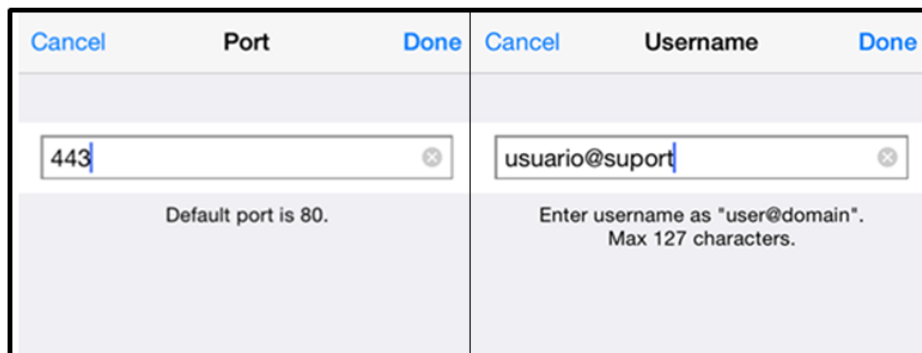 Cancel Port Done
443
Default port is 80.
Cancel Username Done
usuario@suport
Enter username as "user@domain".
Max 127 characters.